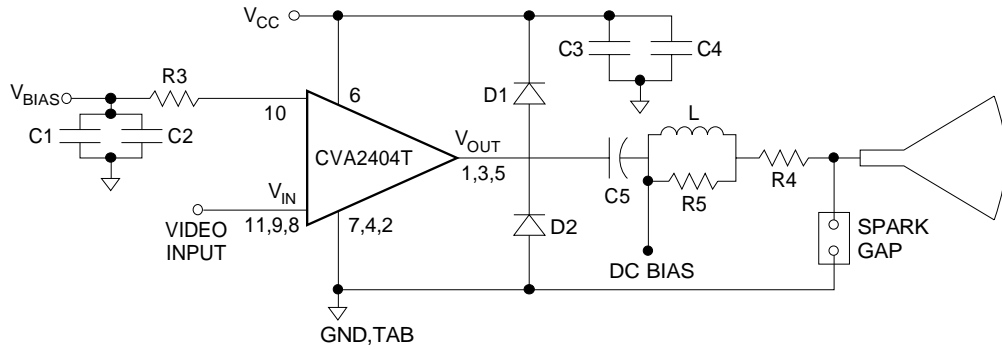 VCC
C3
C4
R3
VBIAS
D1
6
10
C1
C2
L
VOUT
CVA2404T
1,3,5
R4
VIN
C5
R5
11,9,8
7,4,2
D2
VIDEO
INPUT
SPARK
GAP
DC BIAS
GND,TAB